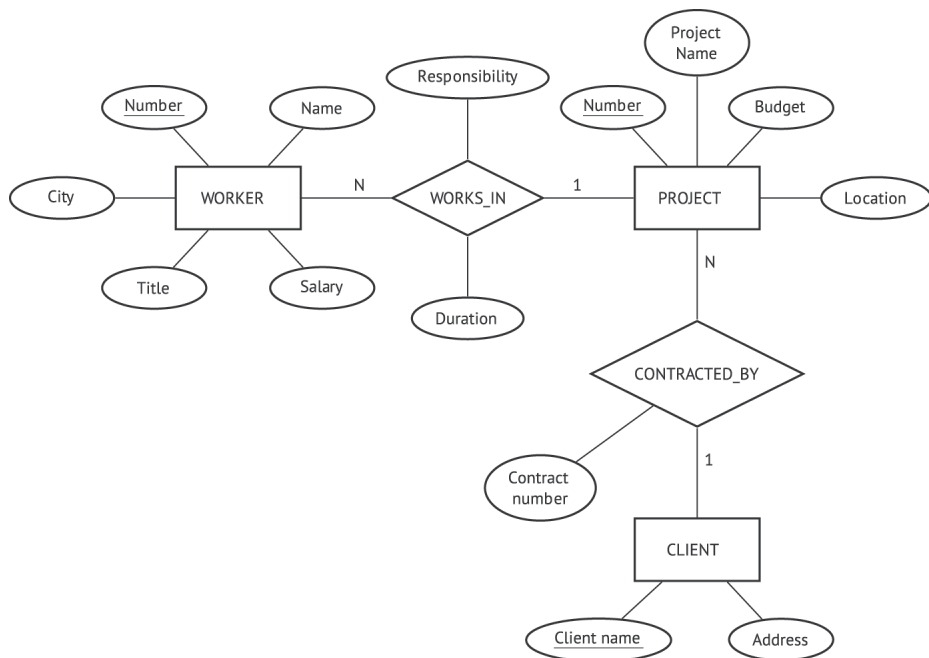 Project
Name
Responsibility
Number
Name
Number
Budget
City
WORKER
N
WORKS_IN
1
PROJECT
Location
N
Title
Salary
Duration
CONTRACTED_BY
1
Contract
number
CLIENT
Client name
Address